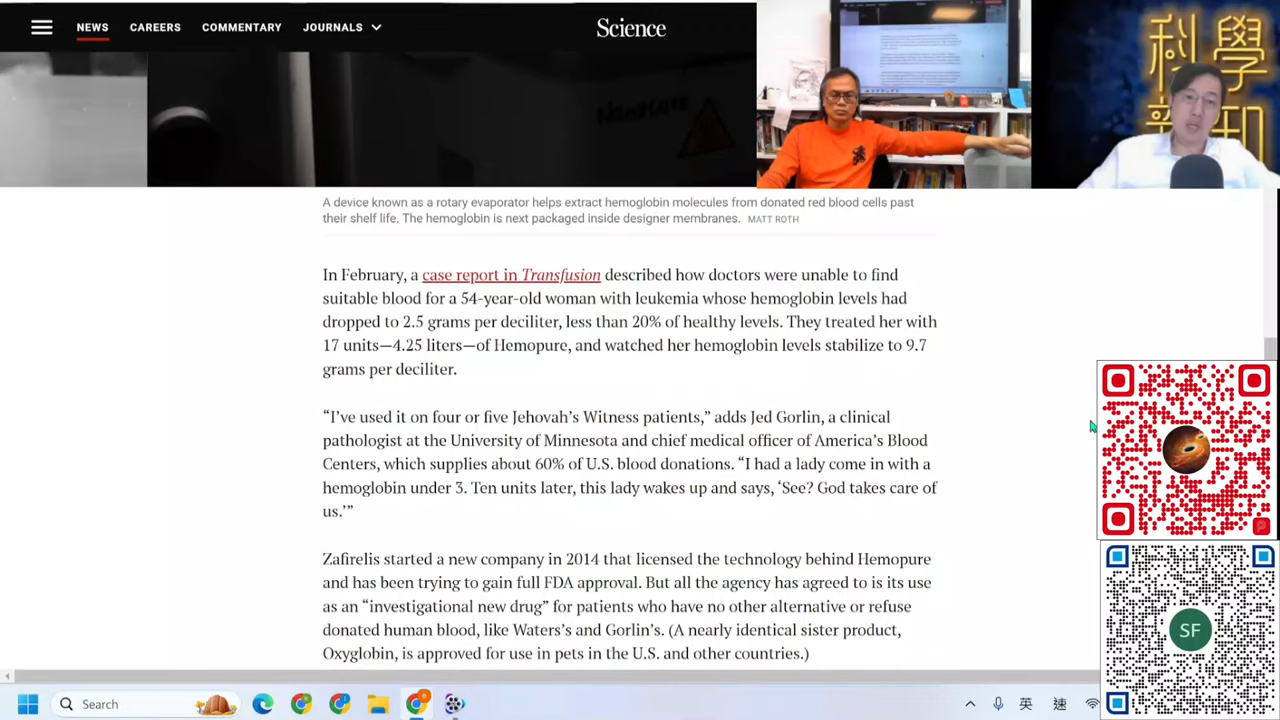 NEWS
CAREERS
COMMENTARY
JOURNALS
Science
科學
新知
A device known as a rotary evaporator helps extract hemoglobin molecules from donated red blood cells past
their shelf life. The hemoglobin is next packaged inside designer membranes. MATT ROTH
In February, a case report in Transfusion described how doctors were unable to find
suitable blood for a 54-year-old woman with leukemia whose hemoglobin levels had
dropped to 2.5 grams per deciliter, less than 20% of healthy levels. They treated her with
17 units—4.25 liters—of Hemopure, and watched her hemoglobin levels stabilize to 9.7
grams per deciliter.
“I’ve used it on four or five Jehovah’s Witness patients,” adds Jed Gorlin, a clinical
pathologist at the University of Minnesota and chief medical officer of America’s Blood
Centers, which supplies about 60% of U.S. blood donations. “I had a lady come in with a
hemoglobin under 3. Ten units later, this lady wakes up and says, ‘See? God takes care of
us.’”
Zafirelis started a new company in 2014 that licensed the technology behind Hemopure
and has been trying to gain full FDA approval. But all the agency has agreed to is its use
as an “investigational new drug” for patients who have no other alternative or refuse
donated human blood, like Waters’s and Gorlin’s. (A nearly identical sister product,
Oxyglobin, is approved for use in pets in the U.S. and other countries.)
SF
Search
英
速